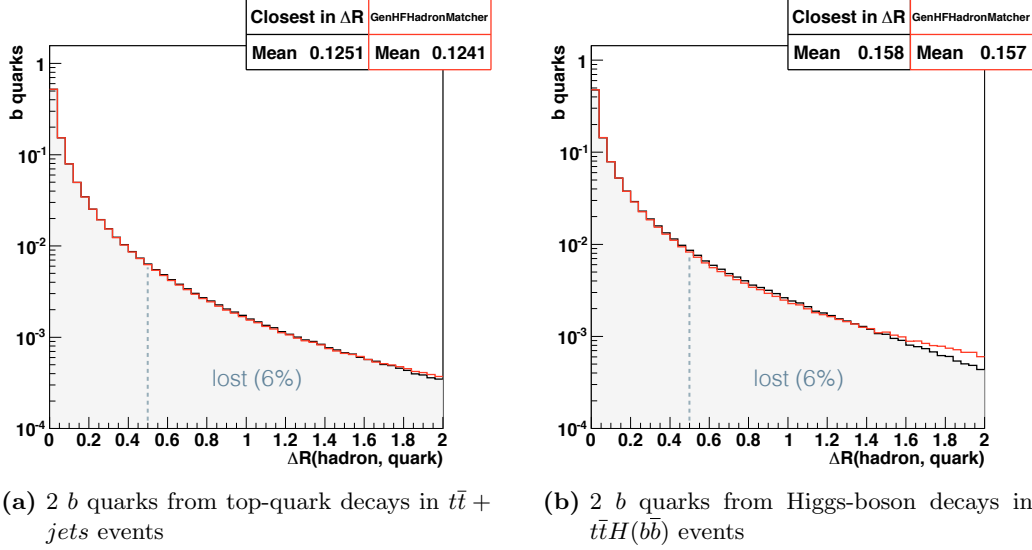 Closest in ΔR GenHFHadronMatcher
Mean 0.1251 Mean 0.1241
b quarks
1
10⁻¹
10⁻²
10⁻³
10⁻⁴
lost (6%)
0 0.2 0.4 0.6 0.8 1 1.2 1.4 1.6 1.8 2
ΔR(hadron, quark)
(a) 2 b quarks from top-quark decays in tt̄ +
jets events
Closest in ΔR GenHFHadronMatcher
Mean 0.158 Mean 0.157
b quarks
1
10⁻¹
10⁻²
10⁻³
10⁻⁴
lost (6%)
0 0.2 0.4 0.6 0.8 1 1.2 1.4 1.6 1.8 2
ΔR(hadron, quark)
(b) 2 b quarks from Higgs-boson decays in
tt̄H(bb̄) events